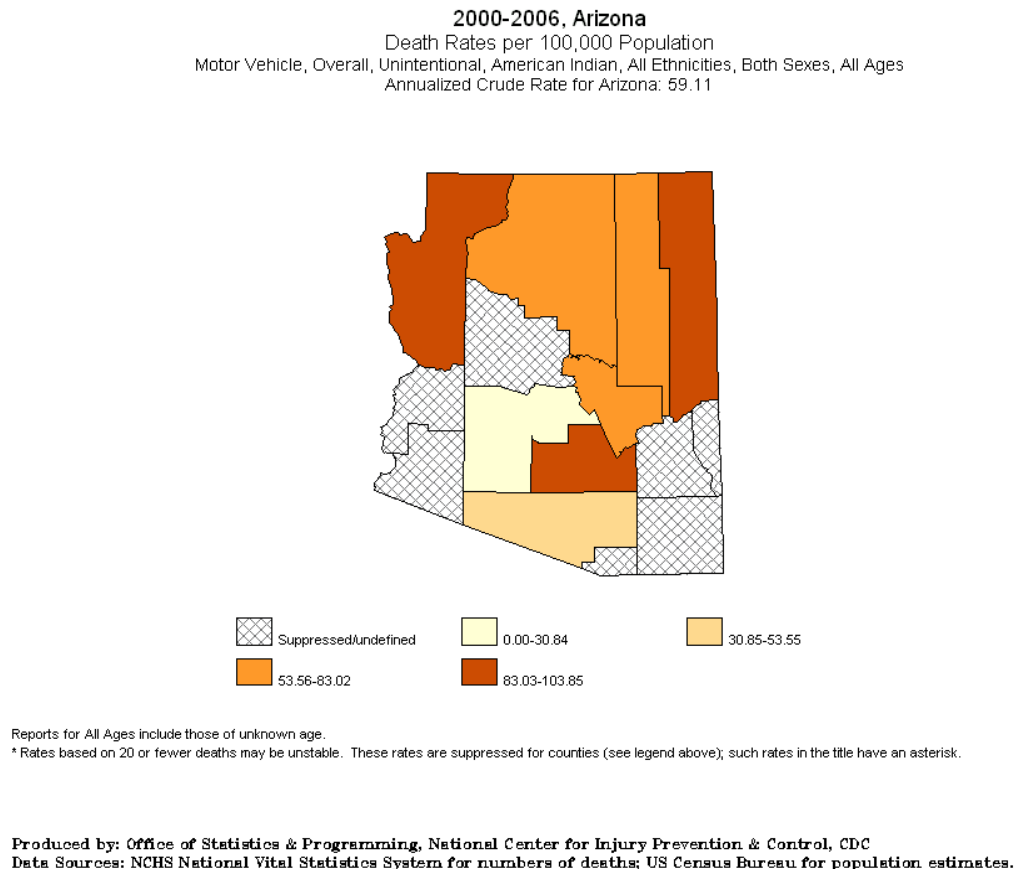 2000-2006, Arizona
Death Rates per 100,000 Population
Motor Vehicle, Overall, Unintentional, American Indian, All Ethnicities, Both Sexes, All Ages
Annualized Crude Rate for Arizona: 59.11
Suppressed/undefined
0.00-30.84
30.85-53.55
53.56-83.02
83.03-103.85
Reports for All Ages include those of unknown age.
* Rates based on 20 or fewer deaths may be unstable. These rates are suppressed for counties (see legend above); such rates in the title have an asterisk.
Produced by: Office of Statistics & Programming, National Center for Injury Prevention & Control, CDC
Data Sources: NCHS National Vital Statistics System for numbers of deaths; US Census Bureau for population estimates.